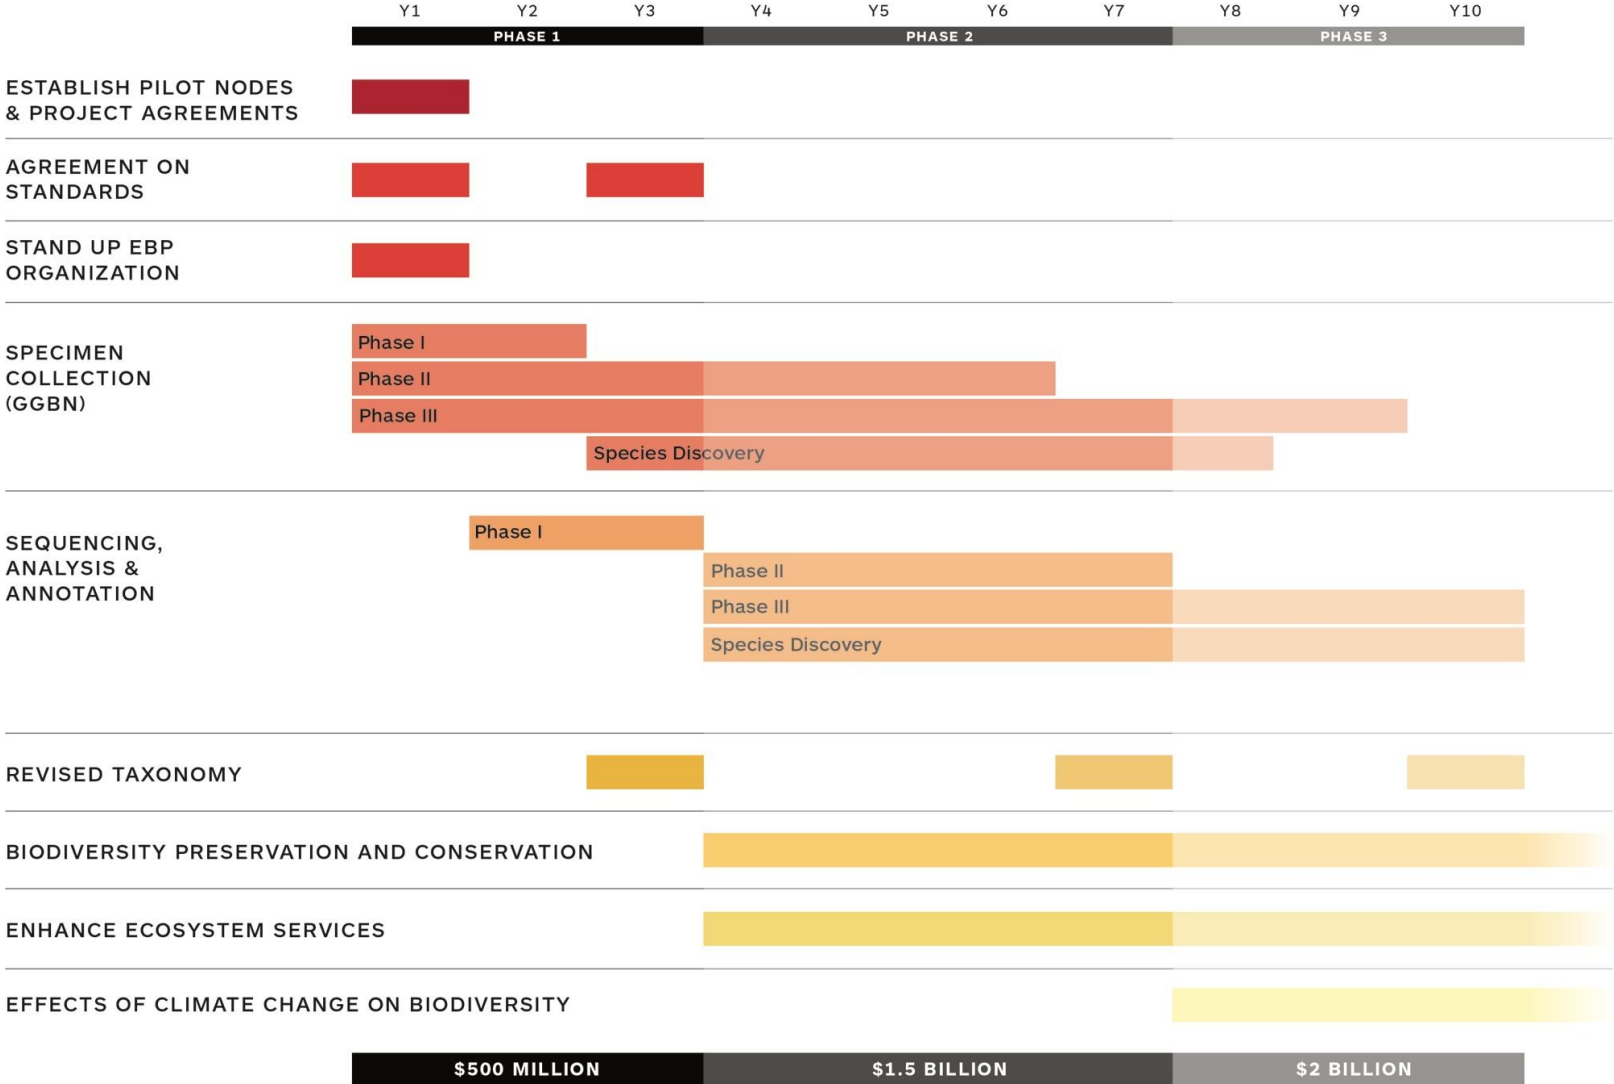 Y1 Y2 Y3 Y4 Y5 Y6 Y7 Y8 Y9 Y10
PHASE 1 PHASE 2 PHASE 3
ESTABLISH PILOT NODES
& PROJECT AGREEMENTS
AGREEMENT ON
STANDARDS
STAND UP EBP
ORGANIZATION
SPECIMEN
COLLECTION
(GGBN)
Phase I
Phase II
Phase III
Species Discovery
SEQUENCING,
ANALYSIS &
ANNOTATION
Phase I
Phase II
Phase III
Species Discovery
REVISED TAXONOMY
BIODIVERSITY PRESERVATION AND CONSERVATION
ENHANCE ECOSYSTEM SERVICES
EFFECTS OF CLIMATE CHANGE ON BIODIVERSITY
$500 MILLION $1.5 BILLION $2 BILLION